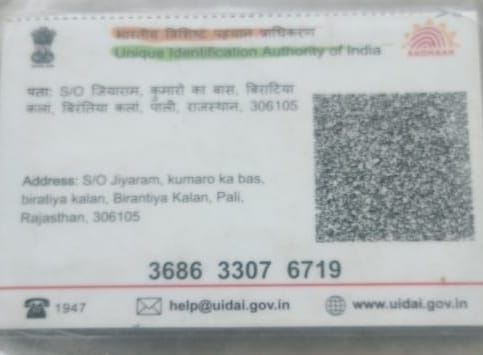 भारतीय विशिष्ट पहचान प्राधिकरण
Unique Identification Authority of India
AADHAAR
पता: S/O जियाराम, कुमारो का बास, बिराटिया
कलां, बिरंतिया कलां, पाली, राजस्थान, 306105
Address: S/O Jiyaram, kumaro ka bas,
biratiya kalan, Birantiya Kalan, Pali,
Rajasthan, 306105
3686 3307 6719
1947
help@uidai.gov.in
www.uidai.gov.in